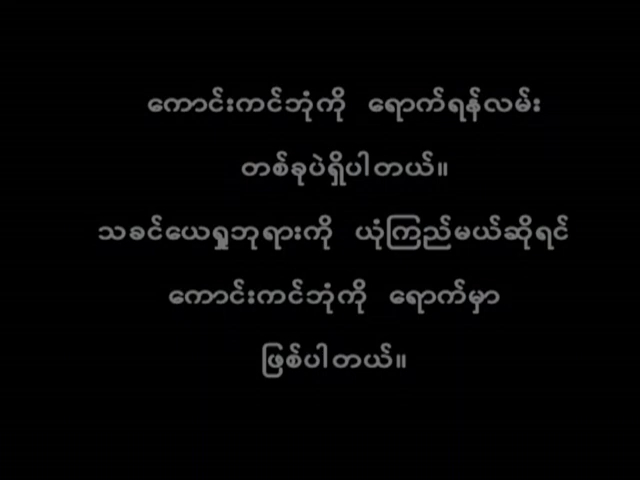 ကောင်းကင်ဘုံကို ရောက်ရန်လမ်း
တစ်ခုပဲရှိပါတယ်။
သခင်ယေရှူဘုရားကို ယုံကြည်မယ်ဆိုရင်
ကောင်းကင်ဘုံကို ရောက်မှာ
ဖြစ်ပါတယ်။